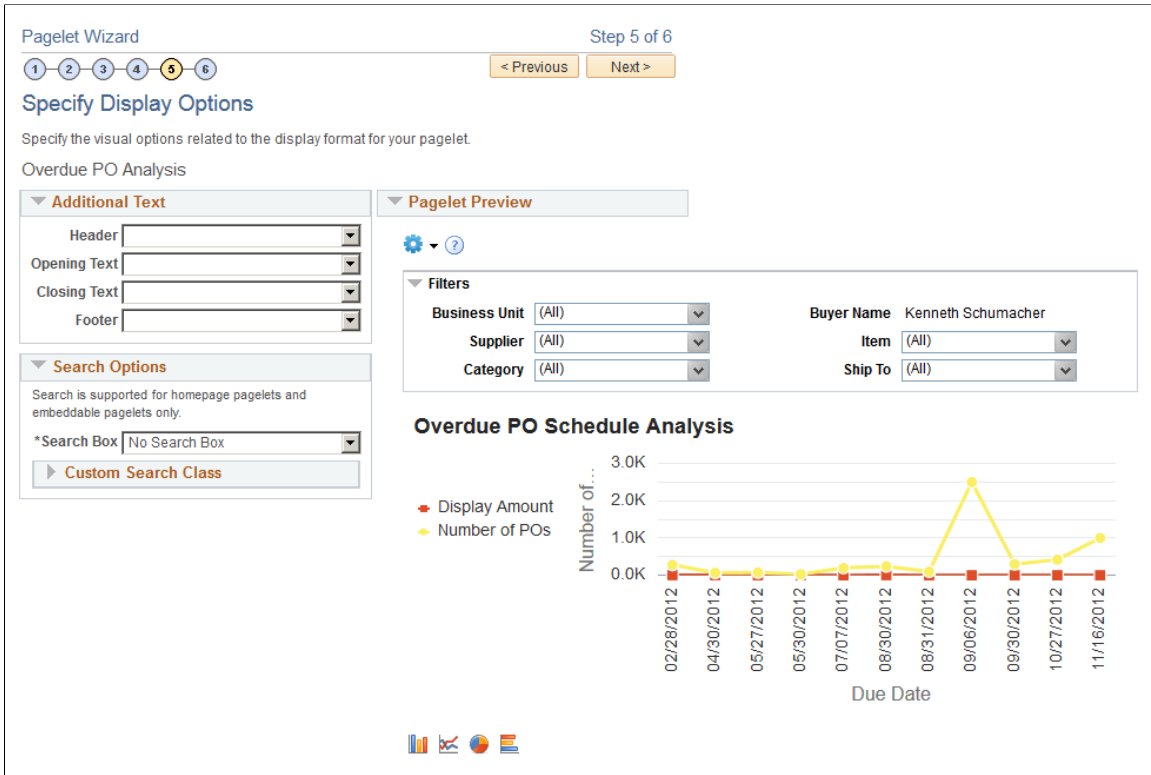 Pagelet Wizard
Step 5 of 6
1 2 3 4 5 6
< Previous
Next >
Specify Display Options
Specify the visual options related to the display format for your pagelet.
Overdue PO Analysis
Additional Text
Header
Opening Text
Closing Text
Footer
Search Options
Search is supported for homepage pagelets and
embeddable pagelets only.
*Search Box No Search Box
Custom Search Class
Pagelet Preview
?
Filters
Business Unit (All)
Buyer Name Kenneth Schumacher
Supplier (All)
Item (All)
Category (All)
Ship To (All)
Overdue PO Schedule Analysis
Display Amount
Number of POs
Number of...
3.0K
2.0K
1.0K
0.0K
02/28/2012
04/30/2012
05/27/2012
05/30/2012
07/07/2012
08/30/2012
08/31/2012
09/06/2012
09/30/2012
10/27/2012
11/16/2012
Due Date